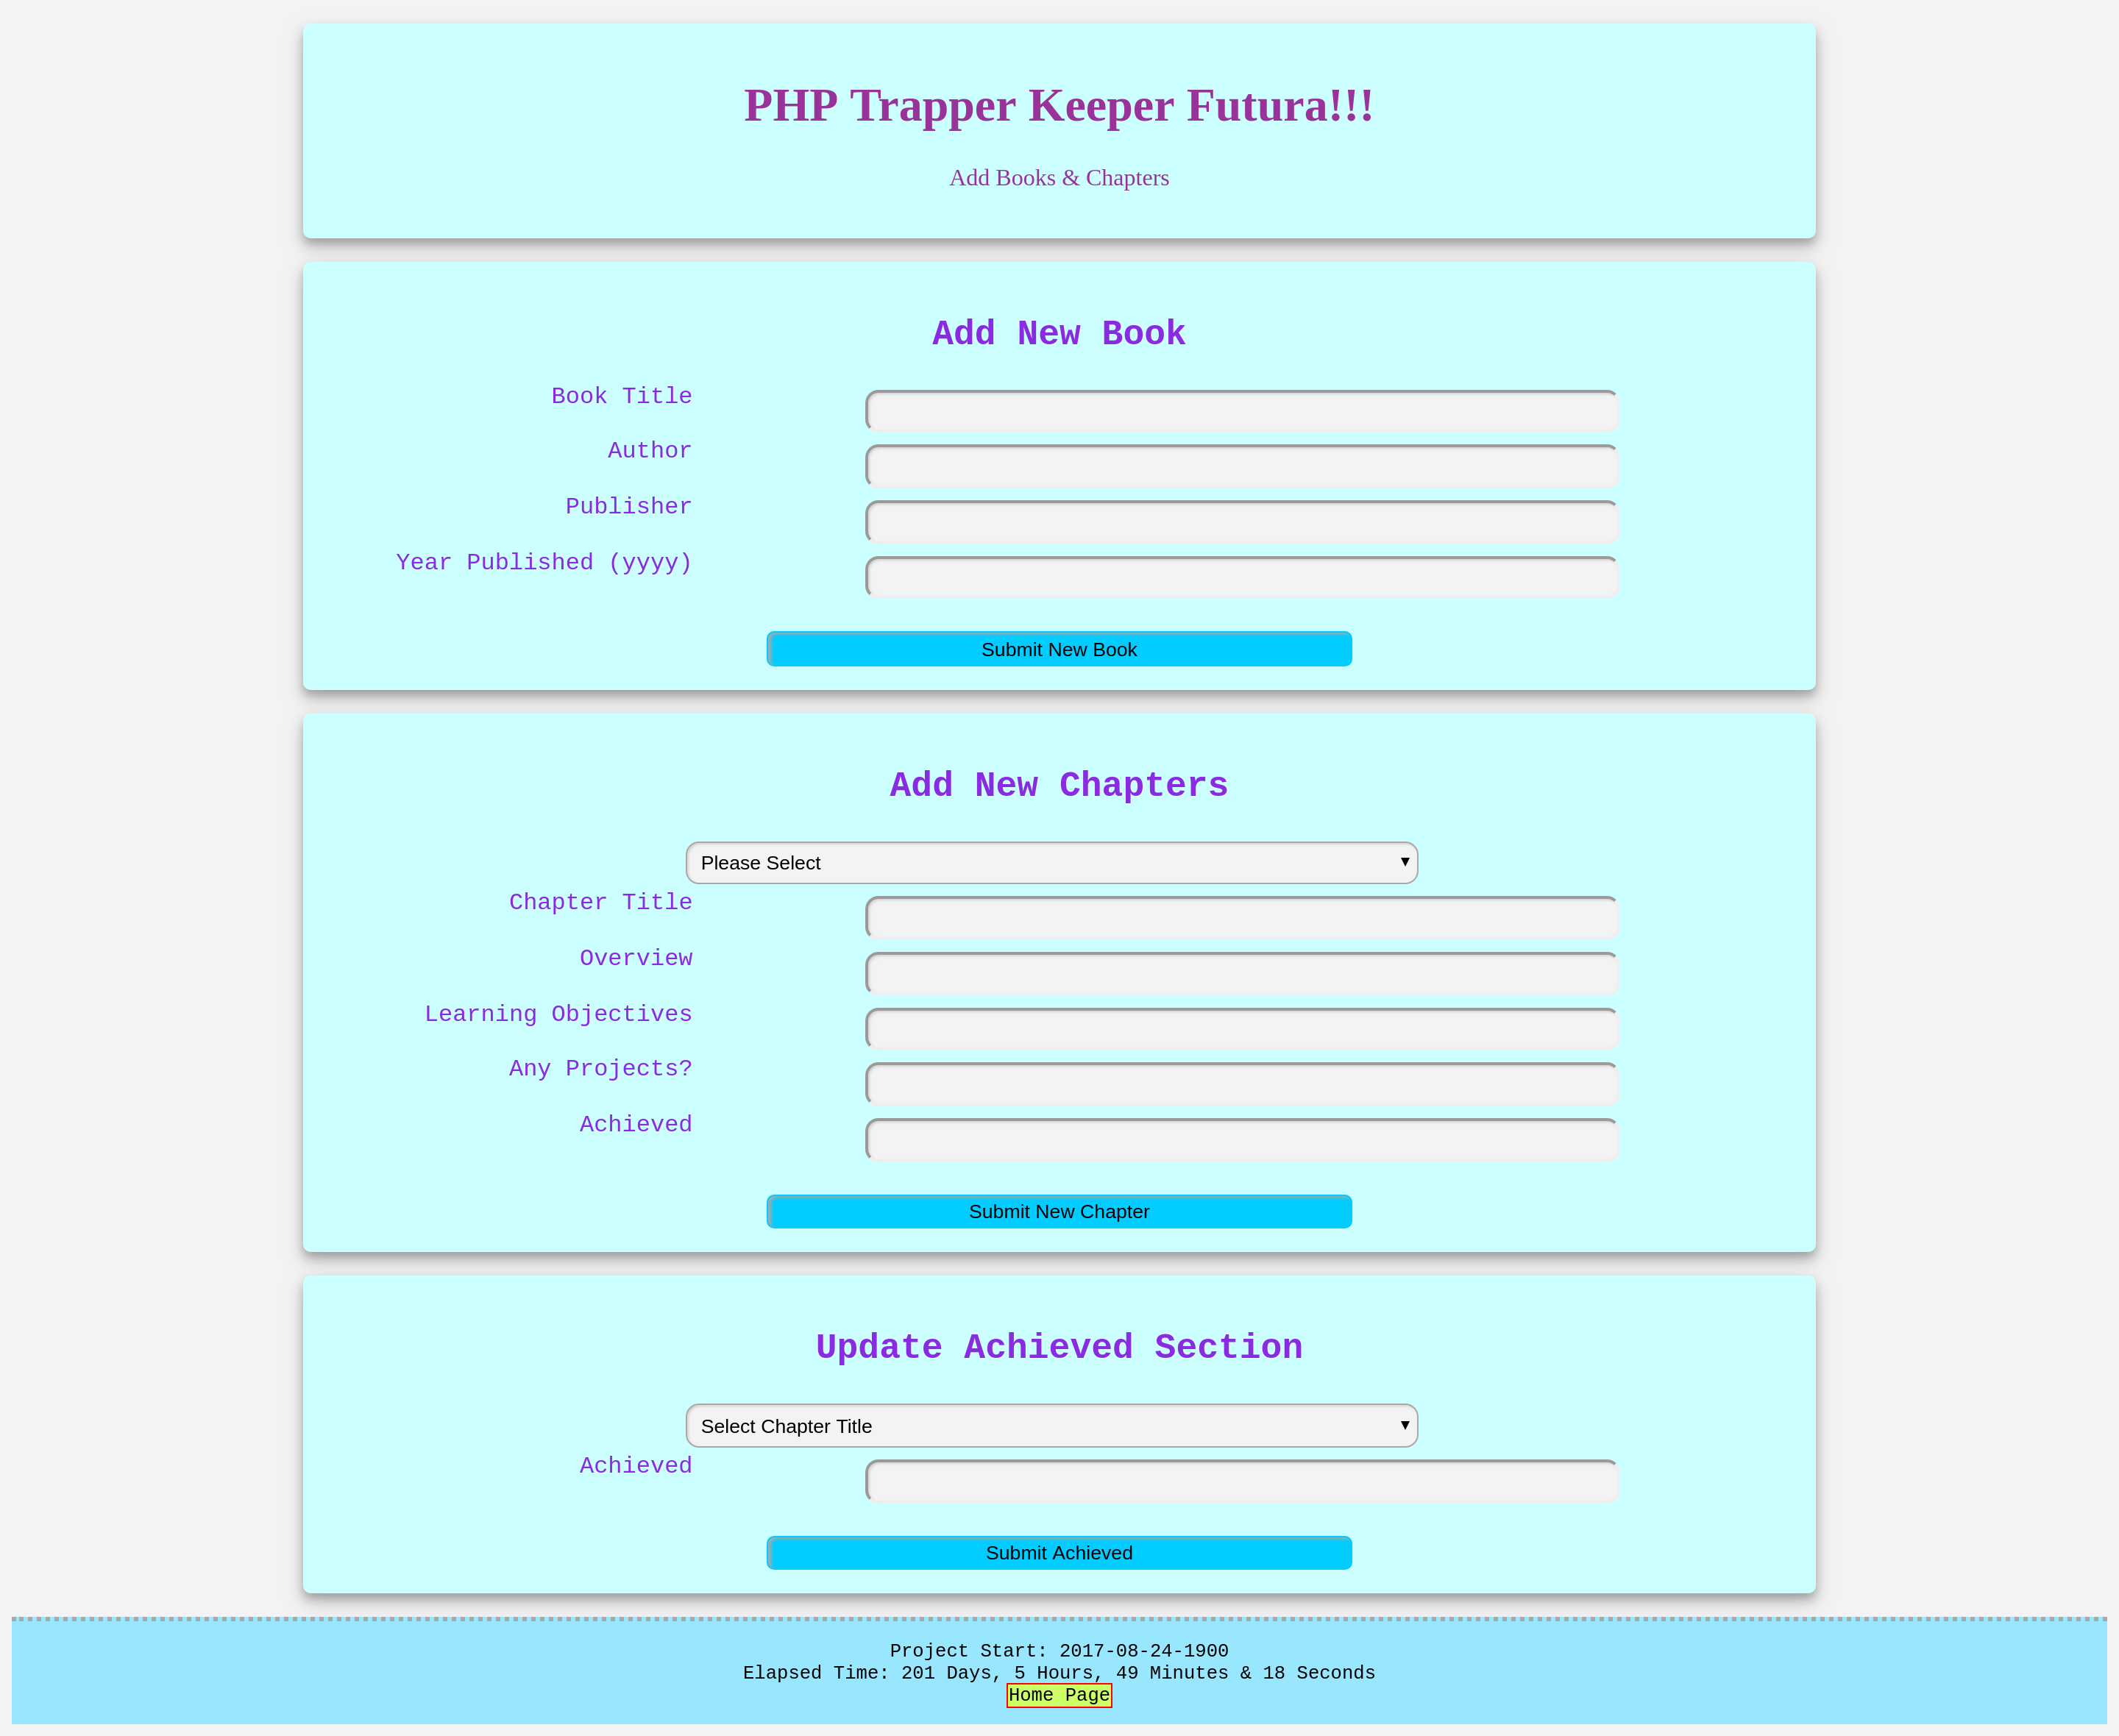 PHP Trapper Keeper Futura!!!
Add Books & Chapters
Add New Book
Book Title
Author
Publisher
Year Published (yyyy)
Submit New Book
Add New Chapters
Please Select
Chapter Title
Overview
Learning Objectives
Any Projects?
Achieved
Submit New Chapter
Update Achieved Section
Select Chapter Title
Achieved
Submit Achieved
Project Start: 2017-08-24-1900
Elapsed Time: 201 Days, 5 Hours, 49 Minutes & 18 Seconds
Home Page